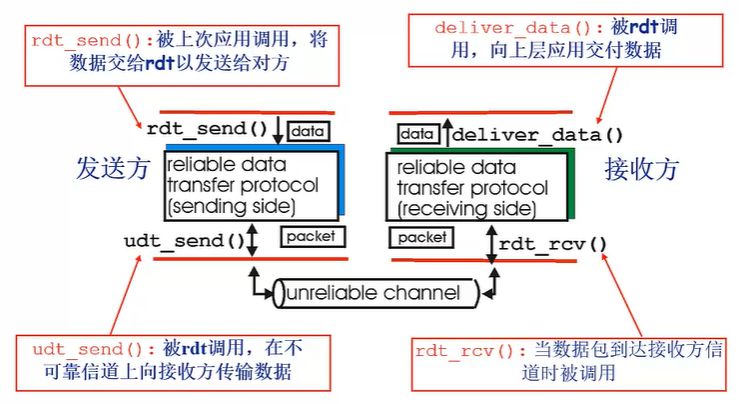 rdt_send():被上次应用调用，将
数据交给rdt以发送给对方
deliver_data():被rdt调
用，向上层应用交付数据
rdt_send()
data
data
deliver_data()
发送方
reliable data
transfer protocol
(sending side)
reliable data
transfer protocol
(receiving side)
接收方
udt_send()
packet
packet
rdt_rcv()
unreliable channel
udt_send():被rdt调用，在不
可靠信道上向接收方传输数据
rdt_rcv():当数据包到达接收方信
道时被调用